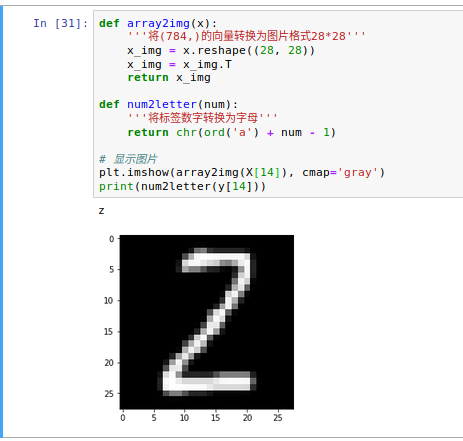 In [31]: def array2img(x):
'''将(784,)的向量转换为图片格式28*28'''
x_img = x.reshape((28, 28))
x_img = x_img.T
return x_img
def num2letter(num):
'''将标签数字转换为字母'''
return chr(ord('a') + num - 1)
# 显示图片
plt.imshow(array2img(X[14]), cmap='gray')
print(num2letter(y[14]))
z
0
5
10
15
20
25
0 5 10 15 20 25